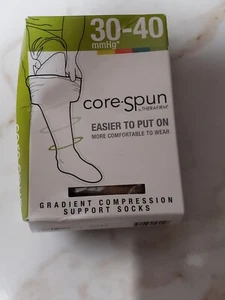 30-40
mmHg*
core·spun
BY THERAFIRM
EASIER TO PUT ON
MORE COMFORTABLE TO WEAR
GRADIENT COMPRESSION
SUPPORT SOCKS